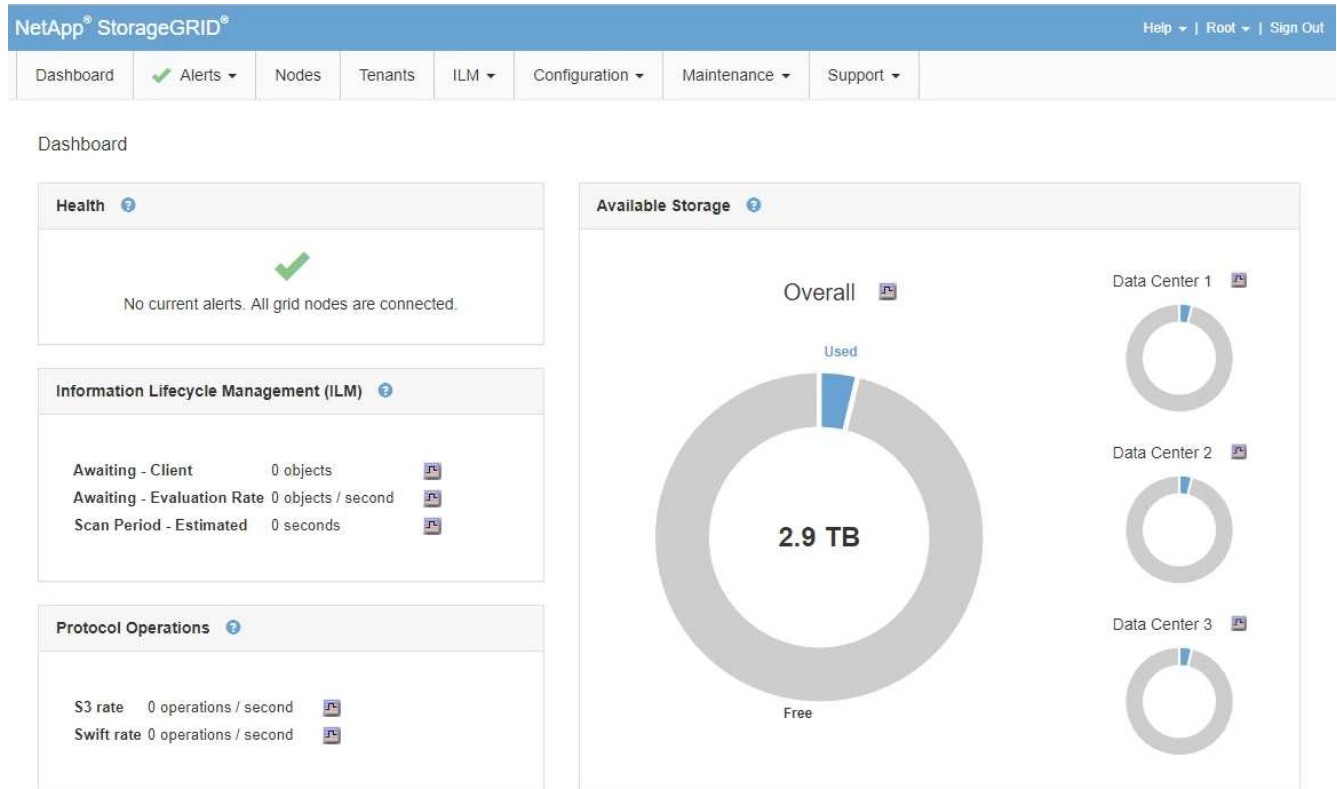 NetApp® StorageGRID®
Help | Root | Sign Out
Dashboard
Alerts
Nodes
Tenants
ILM
Configuration
Maintenance
Support
Dashboard
Health
No current alerts. All grid nodes are connected.
Information Lifecycle Management (ILM)
Awaiting - Client 0 objects
Awaiting - Evaluation Rate 0 objects / second
Scan Period - Estimated 0 seconds
Protocol Operations
S3 rate 0 operations / second
Swift rate 0 operations / second
Available Storage
Overall
Used
2.9 TB
Free
Data Center 1
Data Center 2
Data Center 3